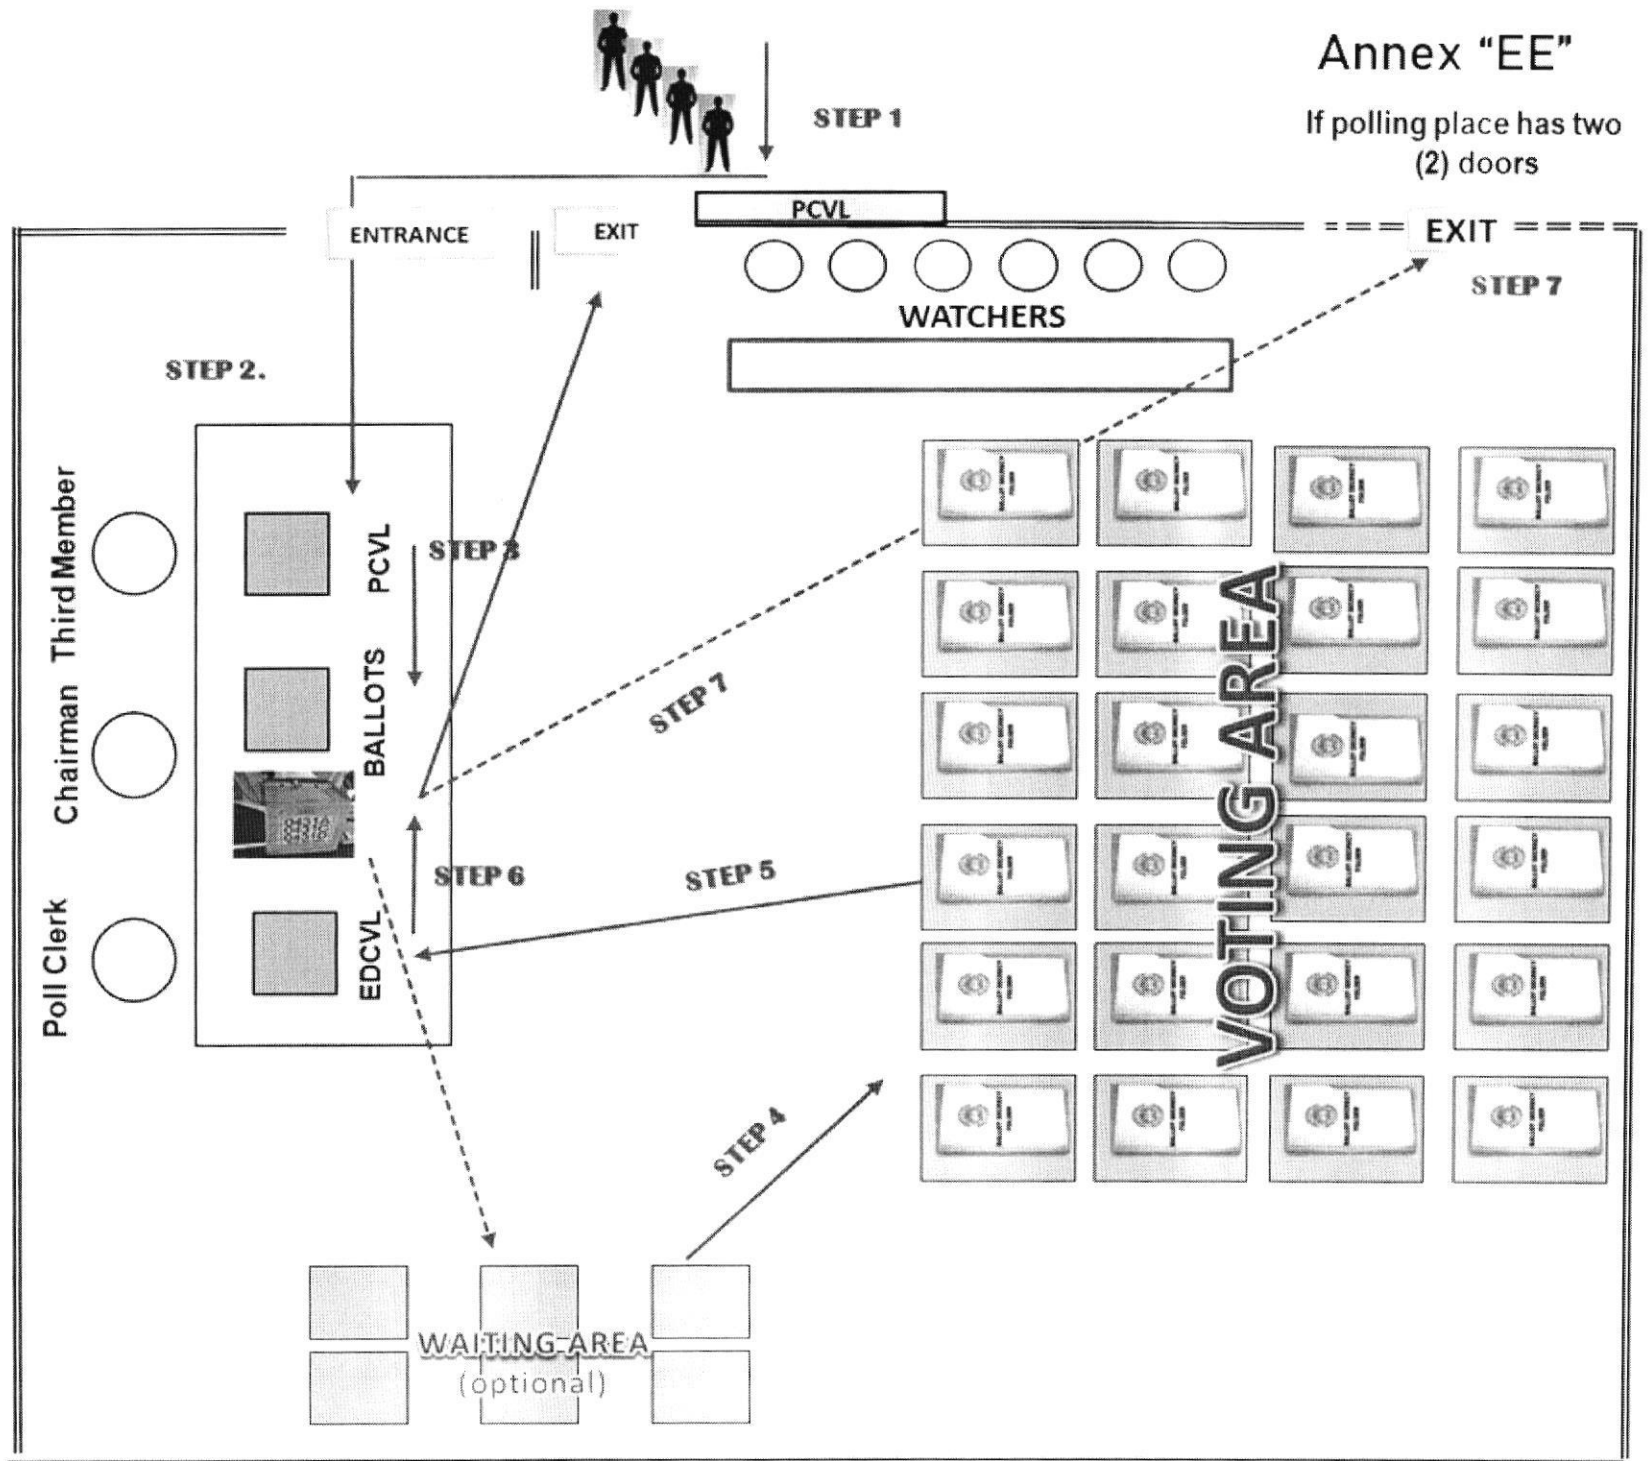 Annex “EE”
If polling place has two
(2) doors
STEP 1
PCVL
ENTRANCE
EXIT
EXIT
STEP 7
WATCHERS
STEP 2.
Third Member
Chairman
Poll Clerk
PCVL
BALLOTS
EDCVL
STEP 3
STEP 7
STEP 6
STEP 5
STEP 4
VOTING AREA
WAITING AREA
(optional)